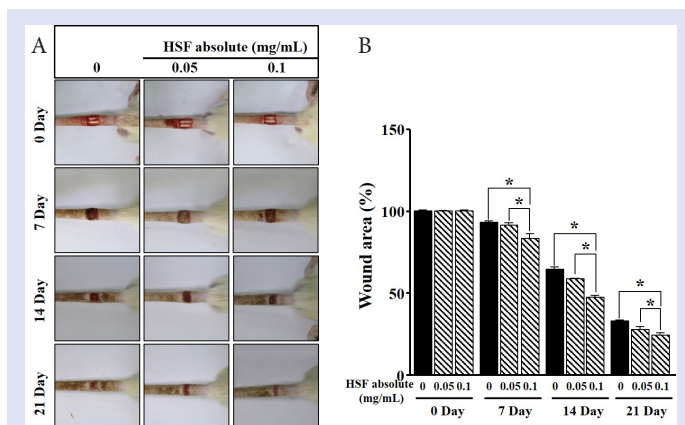 A
HSF absolute (mg/mL)
0 0.05 0.1
0 Day
7 Day
14 Day
21 Day
B
Wound area (%)
150
100
50
0
* * * * * *
HSF absolute (mg/mL)
0 0.05 0.1 0 0.05 0.1 0 0.05 0.1 0 0.05 0.1
0 Day 7 Day 14 Day 21 Day